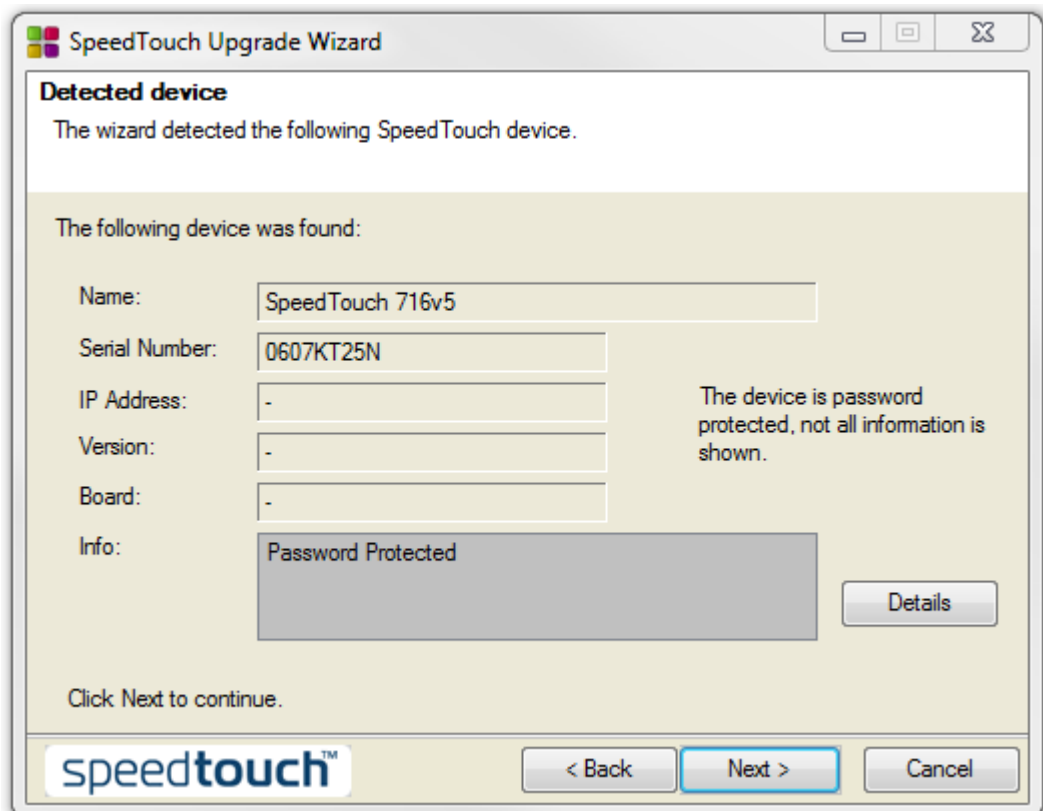 SpeedTouch Upgrade Wizard
Detected device
The wizard detected the following SpeedTouch device.
The following device was found:
Name: SpeedTouch 716v5
Serial Number: 0607KT25N
IP Address: -
Version: -
Board: -
The device is password
protected, not all information is
shown.
Info: Password Protected
Details
Click Next to continue.
speedtouch™
< Back Next > Cancel